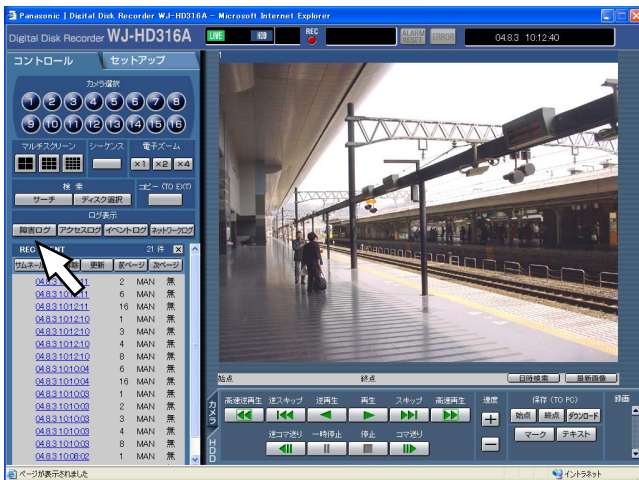 Panasonic | Digital Disk Recorder WJ-HD316A - Microsoft Internet Explorer
Digital Disk Recorder WJ-HD316A
LIVE HDD REC ALARM RESET ERROR 04.8.3 10:12:40
コントロール セットアップ
カメラ選択
1 2 3 4 5 6 7 8
9 10 11 12 13 14 15 16
マルチスクリーン シーケンス 電子ズーム
×1 ×2 ×4
検索 コピー (TO EXT)
サーチ ディスク選択
ログ表示
障害ログ アクセスログ イベントログ ネットワークログ
21 件
更新 前ページ 次ページ
2 MAN 無
04.8.3 10:12:11 6 MAN 無
04.8.3 10:12:11 16 MAN 無
04.8.3 10:12:10 1 MAN 無
04.8.3 10:12:10 3 MAN 無
04.8.3 10:12:10 4 MAN 無
04.8.3 10:12:10 8 MAN 無
04.8.3 10:10:04 6 MAN 無
04.8.3 10:10:04 16 MAN 無
04.8.3 10:10:03 1 MAN 無
04.8.3 10:10:03 2 MAN 無
04.8.3 10:10:03 3 MAN 無
04.8.3 10:10:03 4 MAN 無
04.8.3 10:10:03 8 MAN 無
04.8.3 10:08:02 1 MAN 無
1
始点 終点 日時検索 最新画像
カメラ
HDD
高速逆再生 逆スキップ 逆再生 再生 スキップ 高速再生 速度 保存 (TO PC) 録画
始点 終点 ダウンロード
逆コマ送り 一時停止 停止 コマ送り
マーク テキスト
ページが表示されました
イントラネット